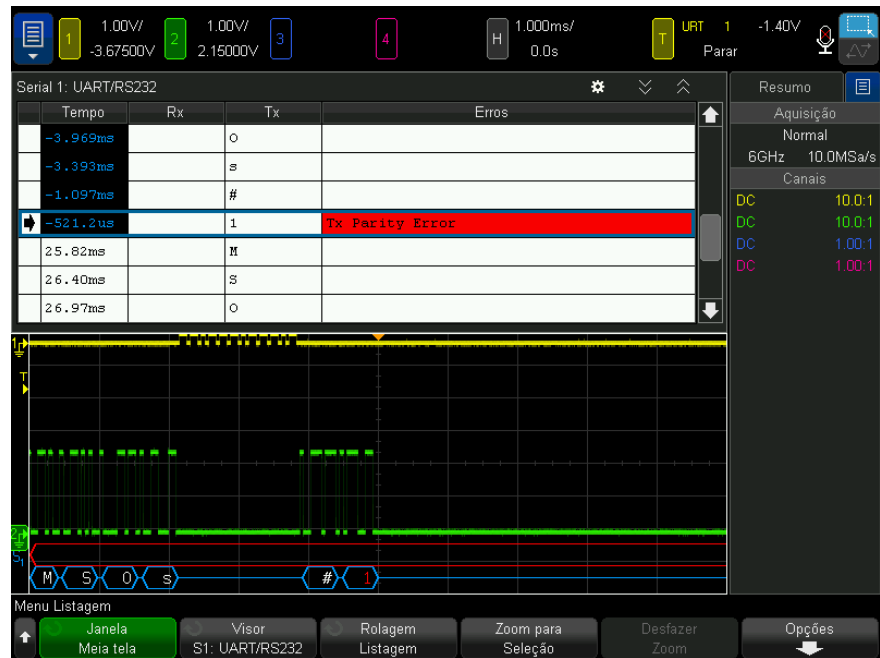 1 1.00V/ 2 1.00V/ 3 4 H 1.000ms/ T URT 1 -1.40V
-3.67500V 2.15000V 0.0s Parar
Serial 1: UART/RS232
Tempo Rx Tx Erros
-3.969ms O
-3.393ms s
-1.097ms #
-521.2us 1 Tx Parity Error
25.82ms M
26.40ms S
26.97ms O
Resumo
Aquisição
Normal
6GHz 10.0MSa/s
Canais
DC 10.0:1
DC 10.0:1
DC 1.00:1
DC 1.00:1
1
T
2
S1
M S O s # 1
Menu Listagem
Janela Visor Rolagem Zoom para Desfazer Opções
Meia tela S1: UART/RS232 Listagem Seleção Zoom